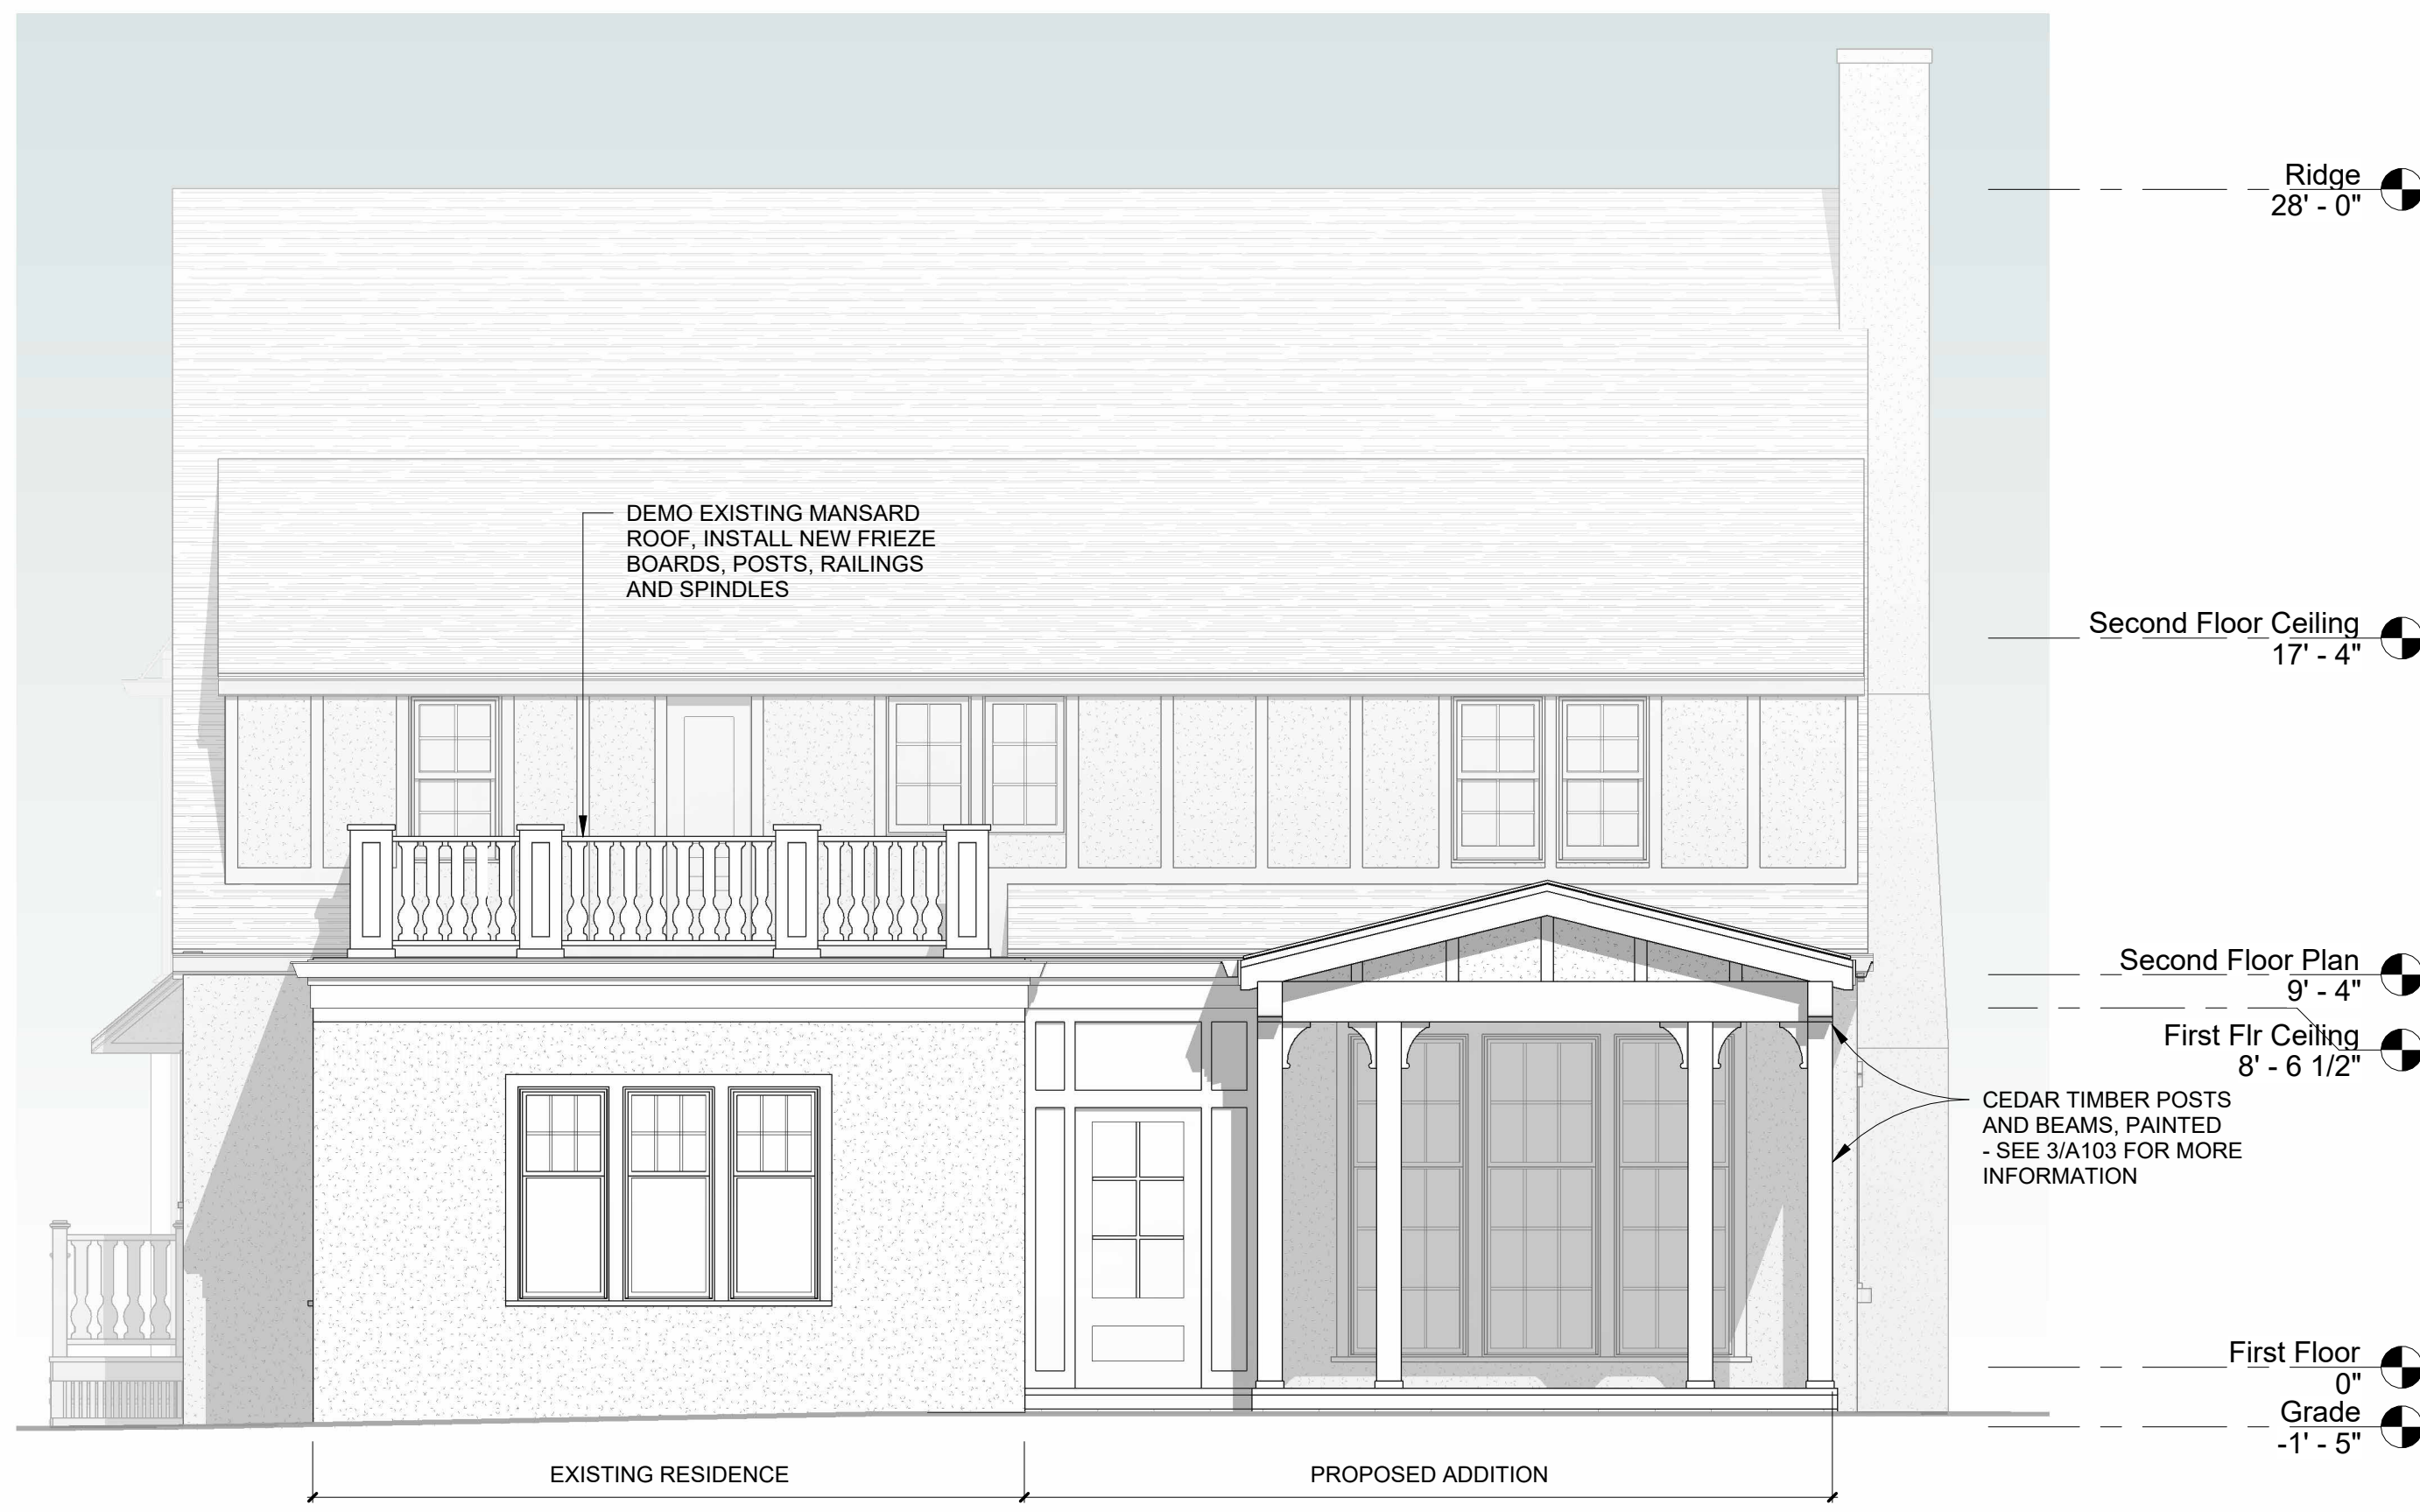 Ridge
28' - 0"
DEMO EXISTING MANSARD
ROOF, INSTALL NEW FRIEZE
BOARDS, POSTS, RAILINGS
AND SPINDLES
Second Floor Ceiling
17' - 4"
Second Floor Plan
9' - 4"
First Flr Ceiling
8' - 6 1/2"
CEDAR TIMBER POSTS
AND BEAMS, PAINTED
- SEE 3/A103 FOR MORE
INFORMATION
First Floor
0"
Grade
-1' - 5"
EXISTING RESIDENCE
PROPOSED ADDITION